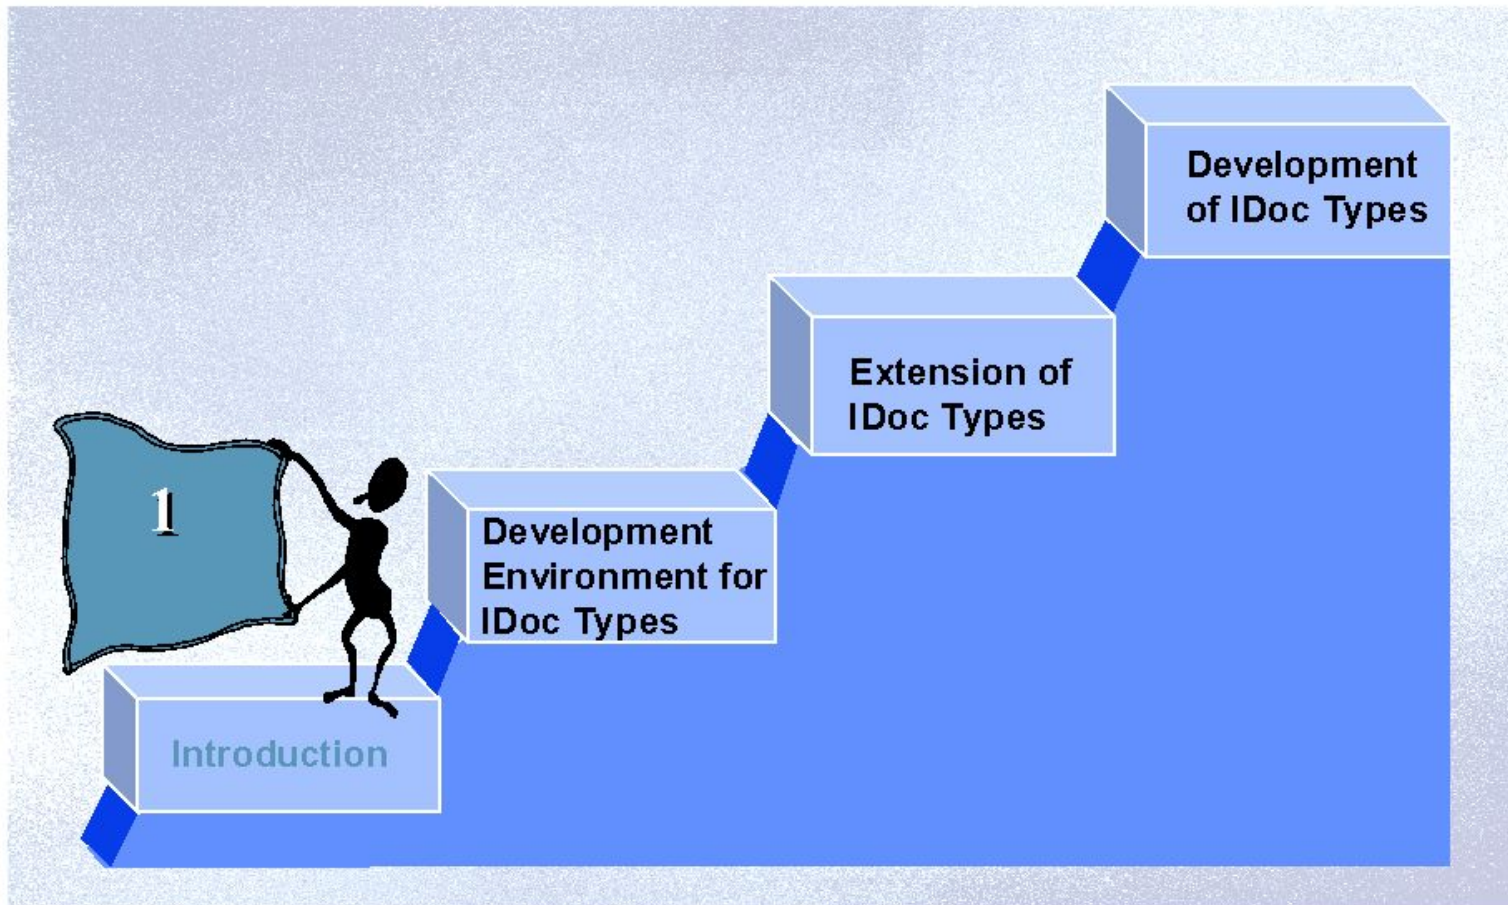 Development
of IDoc Types
Extension of
IDoc Types
1
Development
Environment for
IDoc Types
Introduction